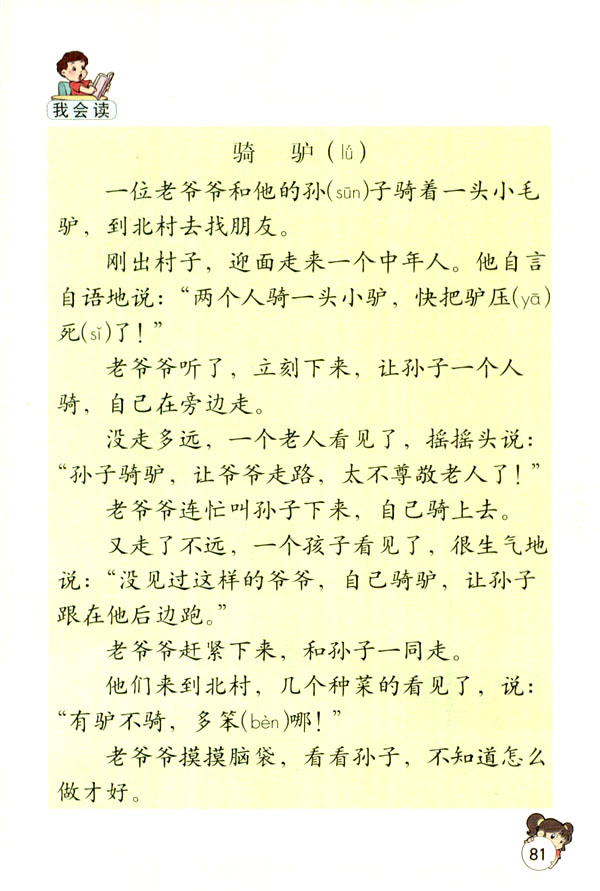 我会读
骑 驴(lǘ)
一位老爷爷和他的孙(sūn)子骑着一头小毛
驴，到北村去找朋友。
刚出村子，迎面走来一个中年人。他自言
自语地说：“两个人骑一头小驴，快把驴压(yā)
死(sǐ)了！”
老爷爷听了，立刻下来，让孙子一个人
骑，自己在旁边走。
没走多远，一个老人看见了，摇摇头说：
“孙子骑驴，让爷爷走路，太不尊敬老人了！”
老爷爷连忙叫孙子下来，自己骑上去。
又走了不远，一个孩子看见了，很生气地
说：“没见过这样的爷爷，自己骑驴，让孙子
跟在他后边跑。”
老爷爷赶紧下来，和孙子一同走。
他们来到北村，几个种菜的看见了，说：
“有驴不骑，多笨(bèn)哪！”
老爷爷摸摸脑袋，看看孙子，不知道怎么
做才好。
81